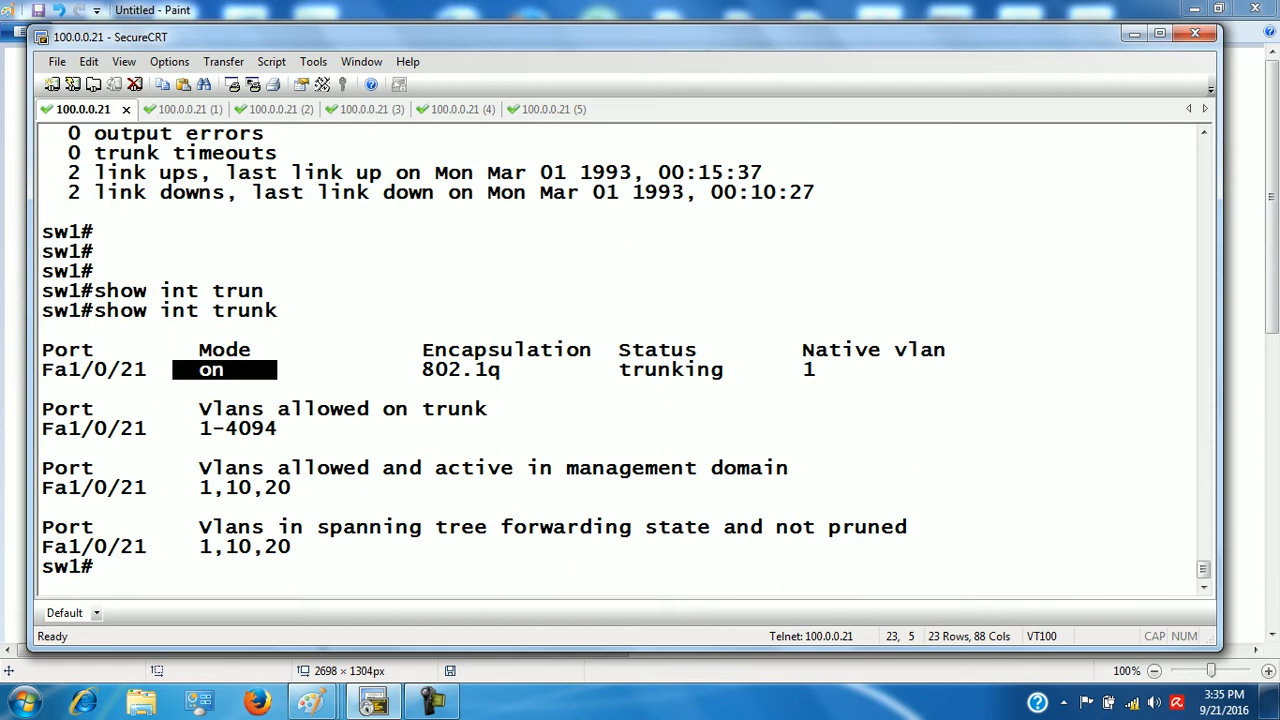 Untitled - Paint
100.0.0.21 - SecureCRT
File Edit View Options Transfer Script Tools Window Help
100.0.0.21 100.0.0.21 (1) 100.0.0.21 (2) 100.0.0.21 (3) 100.0.0.21 (4) 100.0.0.21 (5)
0 output errors
0 trunk timeouts
2 link ups, last link up on Mon Mar 01 1993, 00:15:37
2 link downs, last link down on Mon Mar 01 1993, 00:10:27
sw1#
sw1#
sw1#
sw1#show int trun
sw1#show int trunk
Port Mode Encapsulation Status Native vlan
Fa1/0/21 on 802.1q trunking 1
Port Vlans allowed on trunk
Fa1/0/21 1-4094
Port Vlans allowed and active in management domain
Fa1/0/21 1,10,20
Port Vlans in spanning tree forwarding state and not pruned
Fa1/0/21 1,10,20
sw1#
Default
Ready Telnet: 100.0.0.21 23, 5 23 Rows, 88 Cols VT100 CAP NUM
2698 × 1304px 100%
3:35 PM
9/21/2016